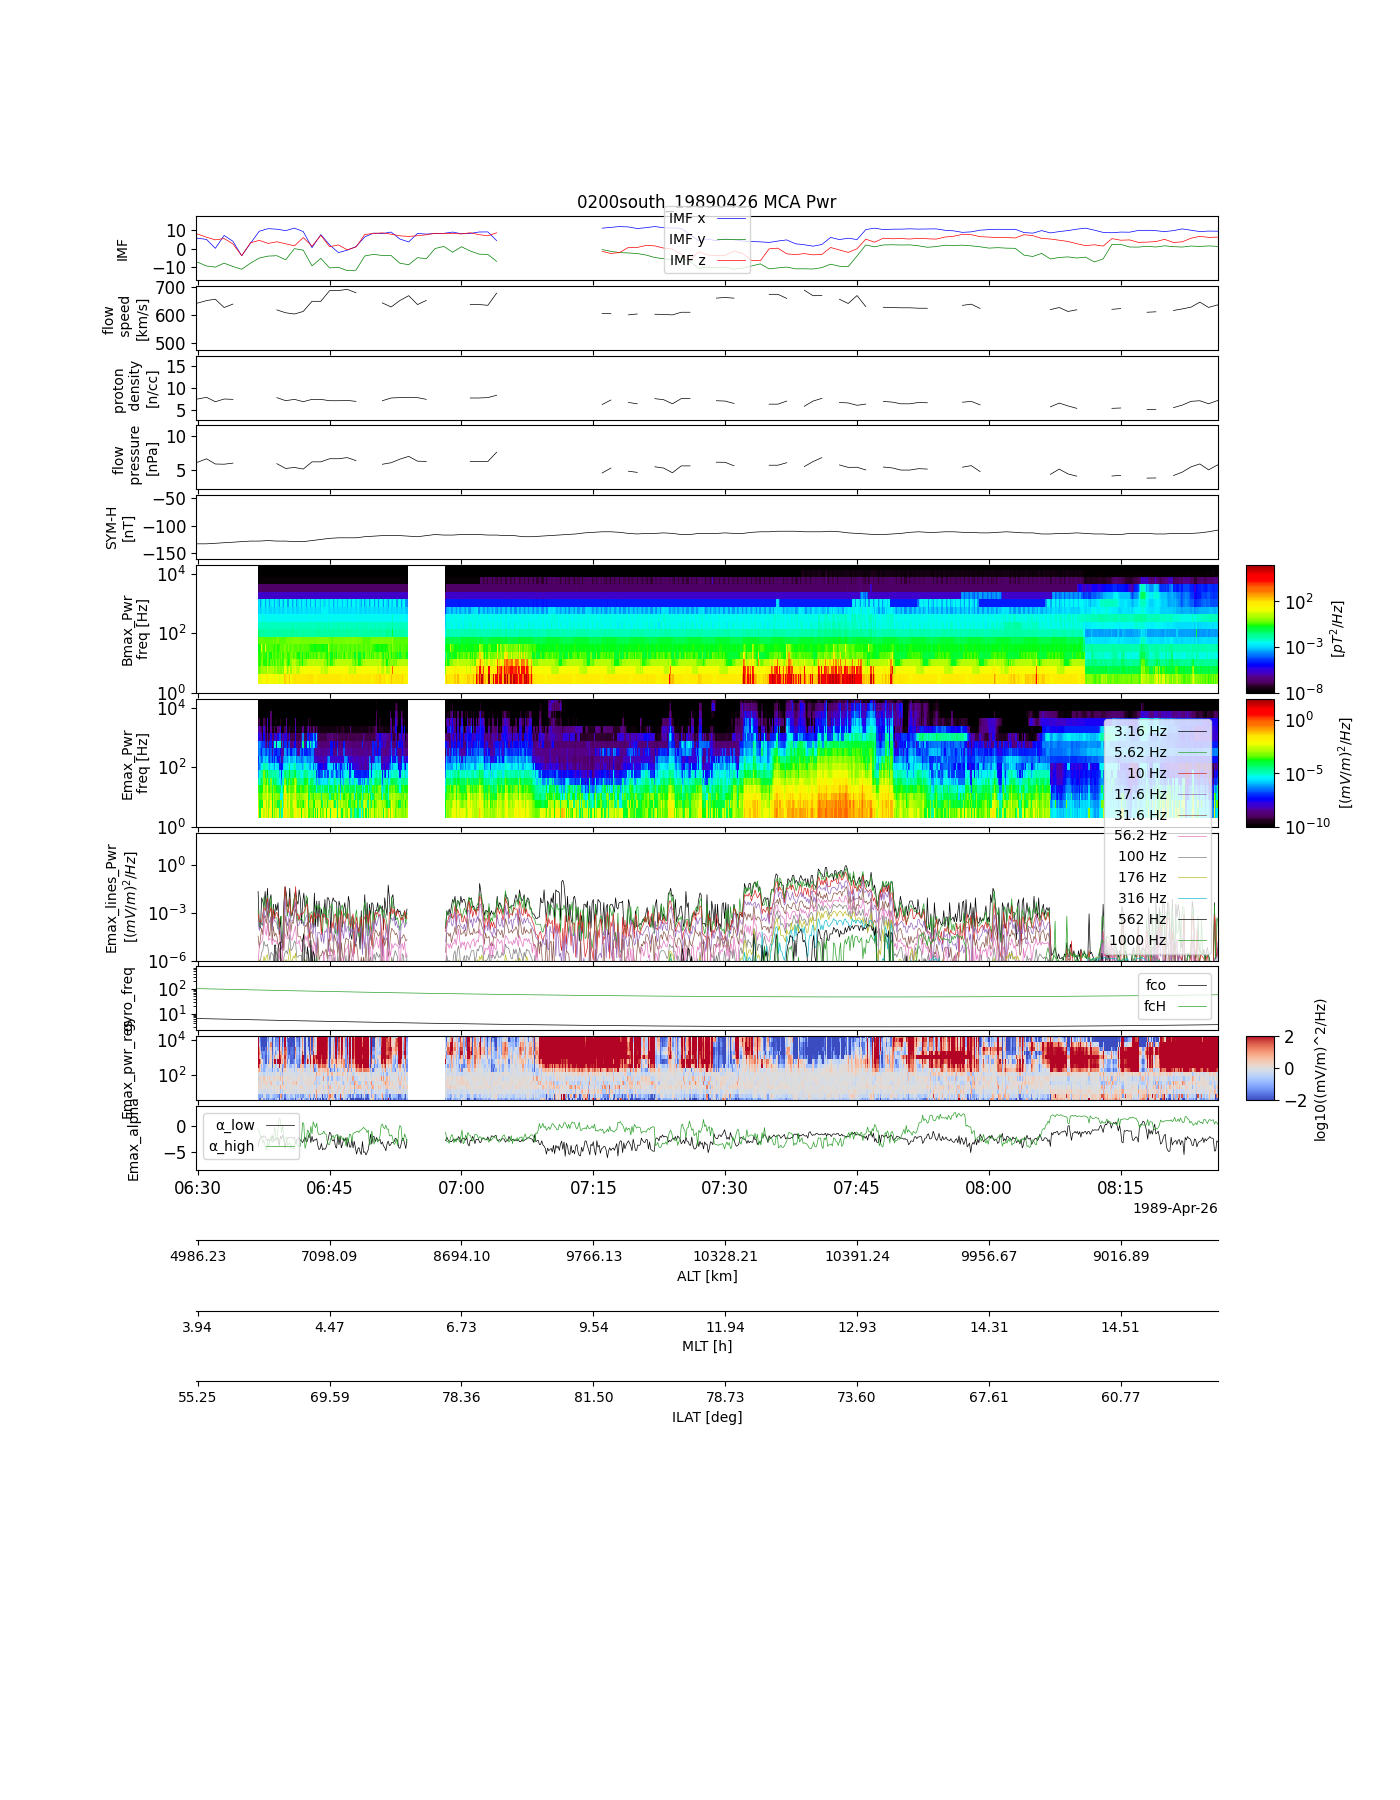 0200south_19890426 MCA Pwr
IMF
10
0
−10
IMF x
IMF y
IMF z
flow
speed
[km/s]
700
600
500
proton
density
[n/cc]
15
10
5
flow
pressure
[nPa]
10
5
SYM-H
[nT]
−50
−100
−150
Bmax_Pwr
freq [Hz]
10^4
10^2
10^0
10^2
10^−3
10^−8
[pT^2/Hz]
Emax_Pwr
freq [Hz]
10^4
10^2
10^0
10^0
10^−5
10^−10
[(mV/m)^2/Hz]
3.16 Hz
5.62 Hz
10 Hz
17.6 Hz
31.6 Hz
56.2 Hz
100 Hz
176 Hz
316 Hz
562 Hz
1000 Hz
Emax_lines_Pwr
[(mV/m)^2/Hz]
10^0
10^−3
10^−6
gyro_freq
10^2
10^1
fco
fcH
Emax_pwr_res
10^4
10^2
2
0
−2
log10((mV/m)^2/Hz)
Emax_alpha
0
−5
α_low
α_high
06:30 06:45 07:00 07:15 07:30 07:45 08:00 08:15
1989-Apr-26
4986.23 7098.09 8694.10 9766.13 10328.21 10391.24 9956.67 9016.89
ALT [km]
3.94 4.47 6.73 9.54 11.94 12.93 14.31 14.51
MLT [h]
55.25 69.59 78.36 81.50 78.73 73.60 67.61 60.77
ILAT [deg]